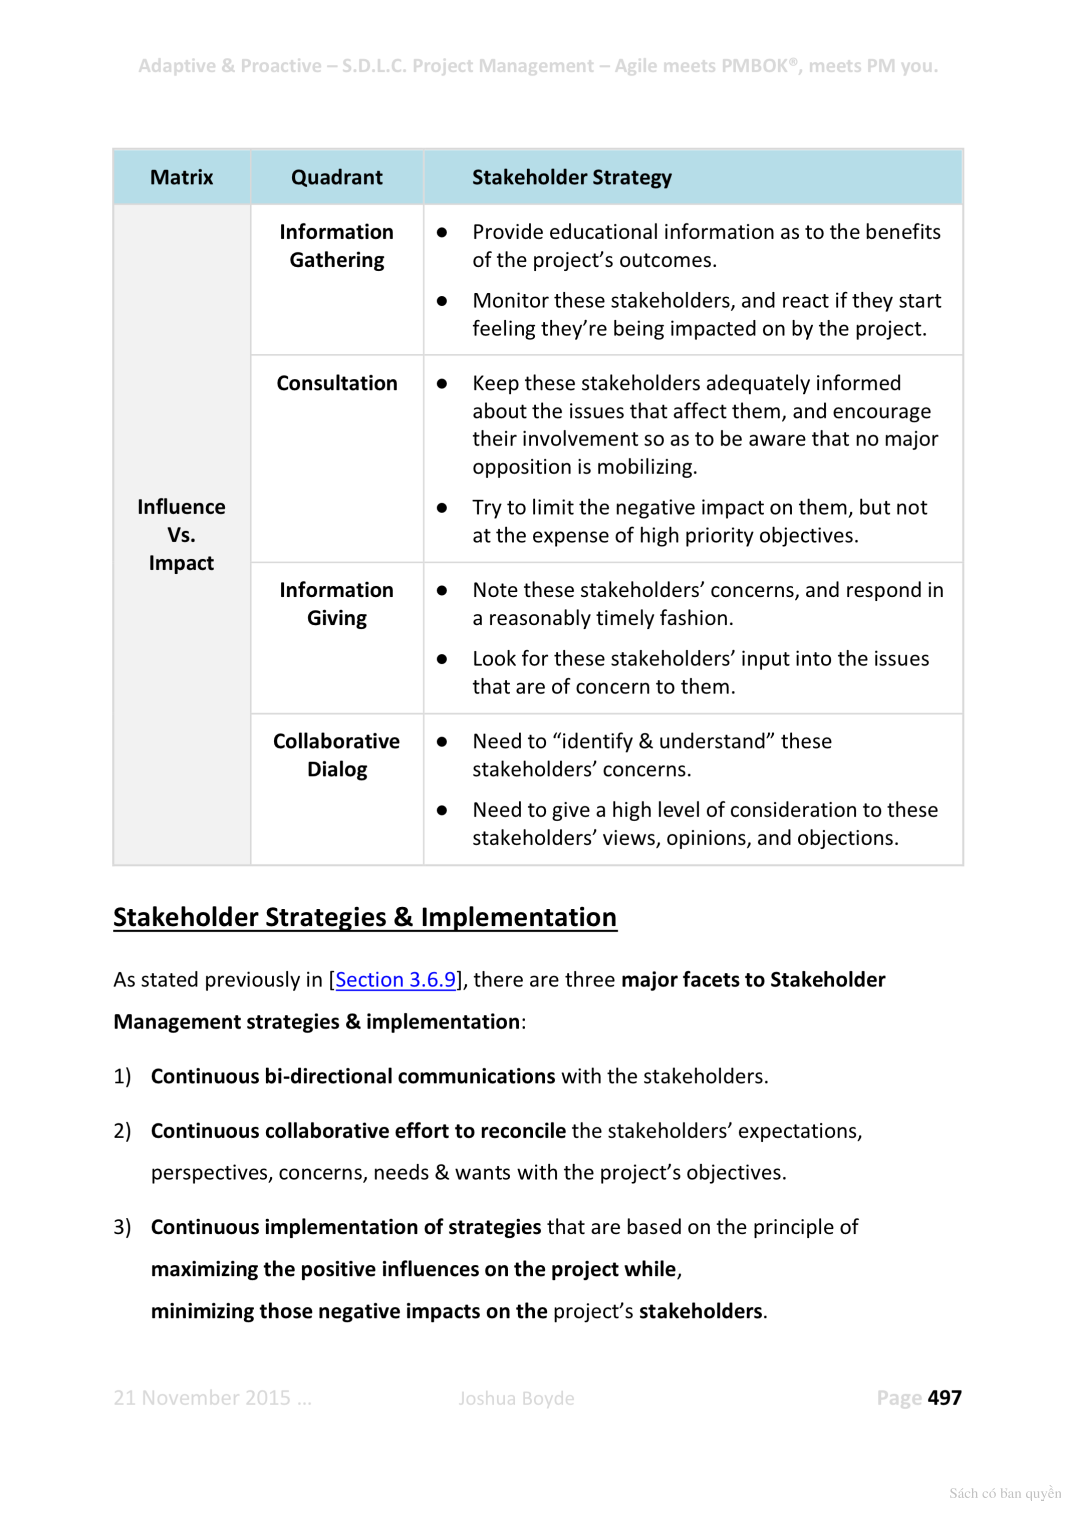 Adaptive & Proactive – S.D.L.C. Project Management – Agile meets PMBOK®, meets PM you.
Matrix Quadrant Stakeholder Strategy
Influence
Vs.
Impact
Information
Gathering
● Provide educational information as to the benefits
of the project’s outcomes.
● Monitor these stakeholders, and react if they start
feeling they’re being impacted on by the project.
Consultation
● Keep these stakeholders adequately informed
about the issues that affect them, and encourage
their involvement so as to be aware that no major
opposition is mobilizing.
● Try to limit the negative impact on them, but not
at the expense of high priority objectives.
Information
Giving
● Note these stakeholders’ concerns, and respond in
a reasonably timely fashion.
● Look for these stakeholders’ input into the issues
that are of concern to them.
Collaborative
Dialog
● Need to “identify & understand” these
stakeholders’ concerns.
● Need to give a high level of consideration to these
stakeholders’ views, opinions, and objections.
Stakeholder Strategies & Implementation
As stated previously in [Section 3.6.9], there are three major facets to Stakeholder
Management strategies & implementation:
1) Continuous bi-directional communications with the stakeholders.
2) Continuous collaborative effort to reconcile the stakeholders’ expectations,
perspectives, concerns, needs & wants with the project’s objectives.
3) Continuous implementation of strategies that are based on the principle of
maximizing the positive influences on the project while,
minimizing those negative impacts on the project’s stakeholders.
21 November 2015 … Joshua Boyde Page 497
Sách có bản quyền